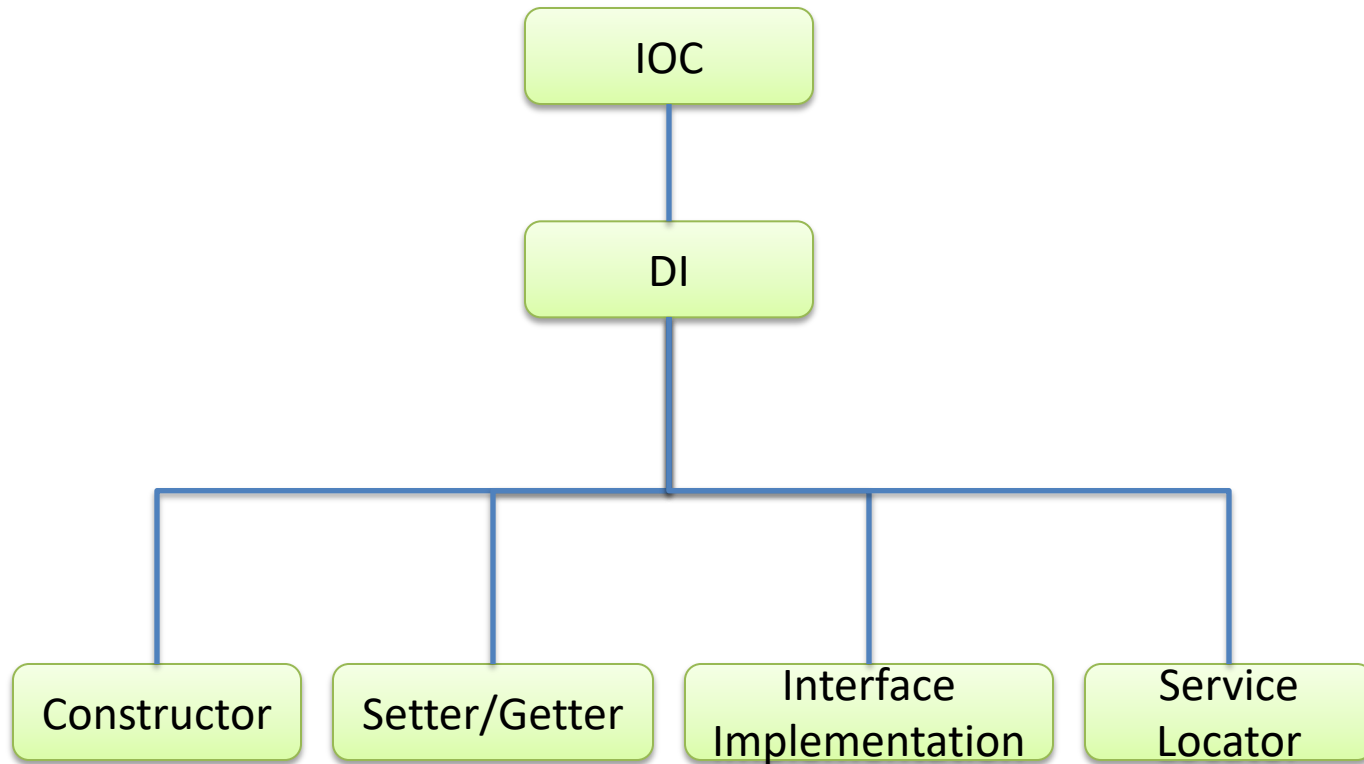 IOC
DI
Constructor
Setter/Getter
Interface
Implementation
Service
Locator